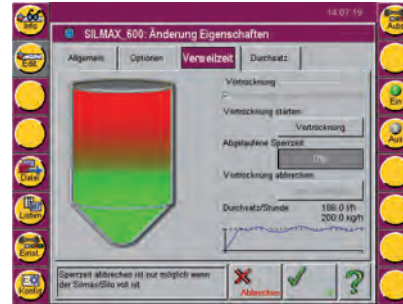 14:07:19
SILMAX_600: Änderung Eigenschaften
Info.
Auto
Edit.
Allgemein
Optionen
Verweilzeit
Durchsatz
Vortrocknung
Vortrocknung starten:
Vortrocknung
Ein
Abgelaufene Sperrzeit:
0%
Aus
Vortrocknung abbrechen:
Datei
Listen
Durchsatz/Stunde
186.0 l/h
200.0 kg/h
Einst.
Sperrzeit abbrechen ist nur möglich wenn
der Silmax/Silo voll ist
Abbrechen
?
Konfig